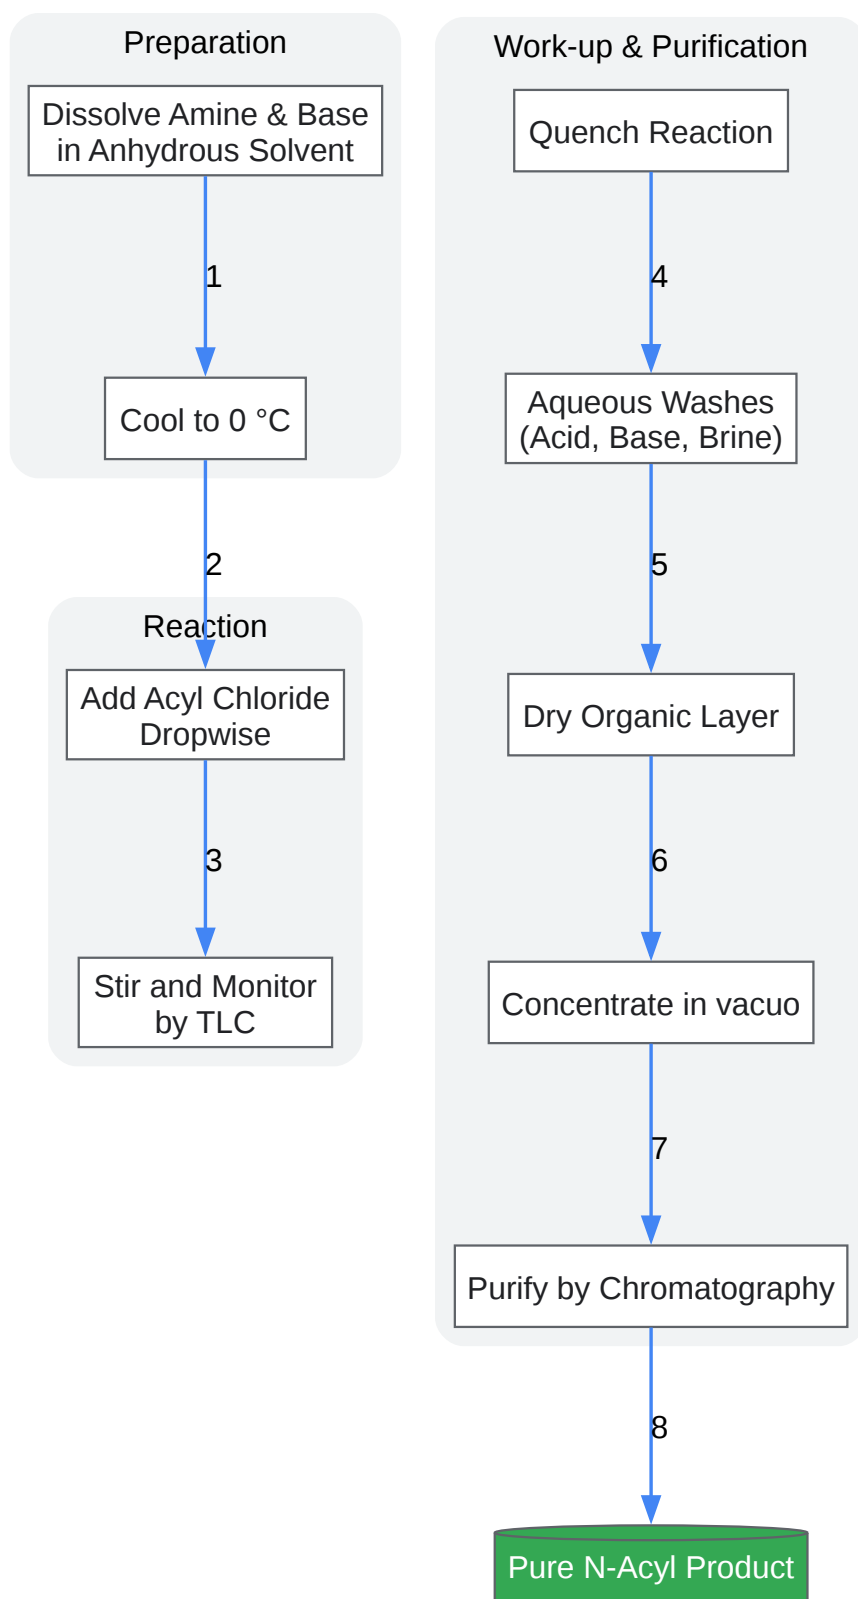 Preparation
Dissolve Amine & Base
in Anhydrous Solvent
1
Cool to 0 °C
2
Reaction
Add Acyl Chloride
Dropwise
3
Stir and Monitor
by TLC
Work-up & Purification
Quench Reaction
4
Aqueous Washes
(Acid, Base, Brine)
5
Dry Organic Layer
6
Concentrate in vacuo
7
Purify by Chromatography
8
Pure N-Acyl Product